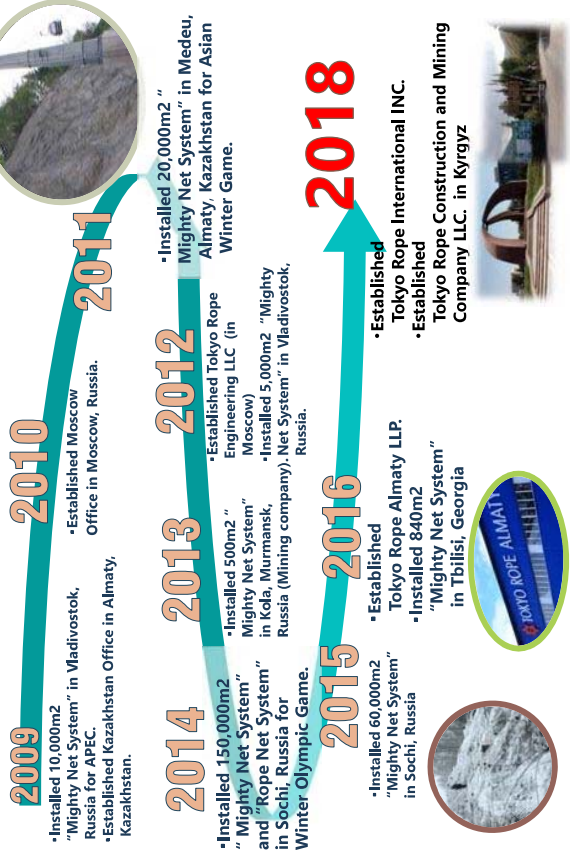 2009
▪Installed 10,000m2
“Mighty Net System” in Vladivostok,
Russia for APEC.
▪Established Kazakhstan Office in Almaty,
Kazakhstan.
2010
▪Established Moscow
Office in Moscow, Russia.
2011
▪Installed 20,000m2 “
Mighty Net System” in Medeu,
Almaty, Kazakhstan for Asian
Winter Game.
2012
▪Established Tokyo Rope
Engineering LLC (in
Moscow)
▪Installed 5,000m2 “Mighty
Net System” in Vladivostok,
Russia.
2013
▪Installed 500m2 “
Mighty Net System”
in Kola, Murmansk,
Russia (Mining company).
2014
▪Installed 150,000m2
“ Mighty Net System”
and “Rope Net System”
in Sochi, Russia for
Winter Olympic Game.
2015
▪Installed 60,000m2
“Mighty Net System”
in Sochi, Russia
2016
▪Established
Tokyo Rope Almaty LLP.
▪Installed 840m2
“Mighty Net System”
in Tbilisi, Georgia
TOKYO ROPE ALMATY
2018
▪Established
Tokyo Rope International INC.
▪Established
Tokyo Rope Construction and Mining
Company LLC. in Kyrgyz